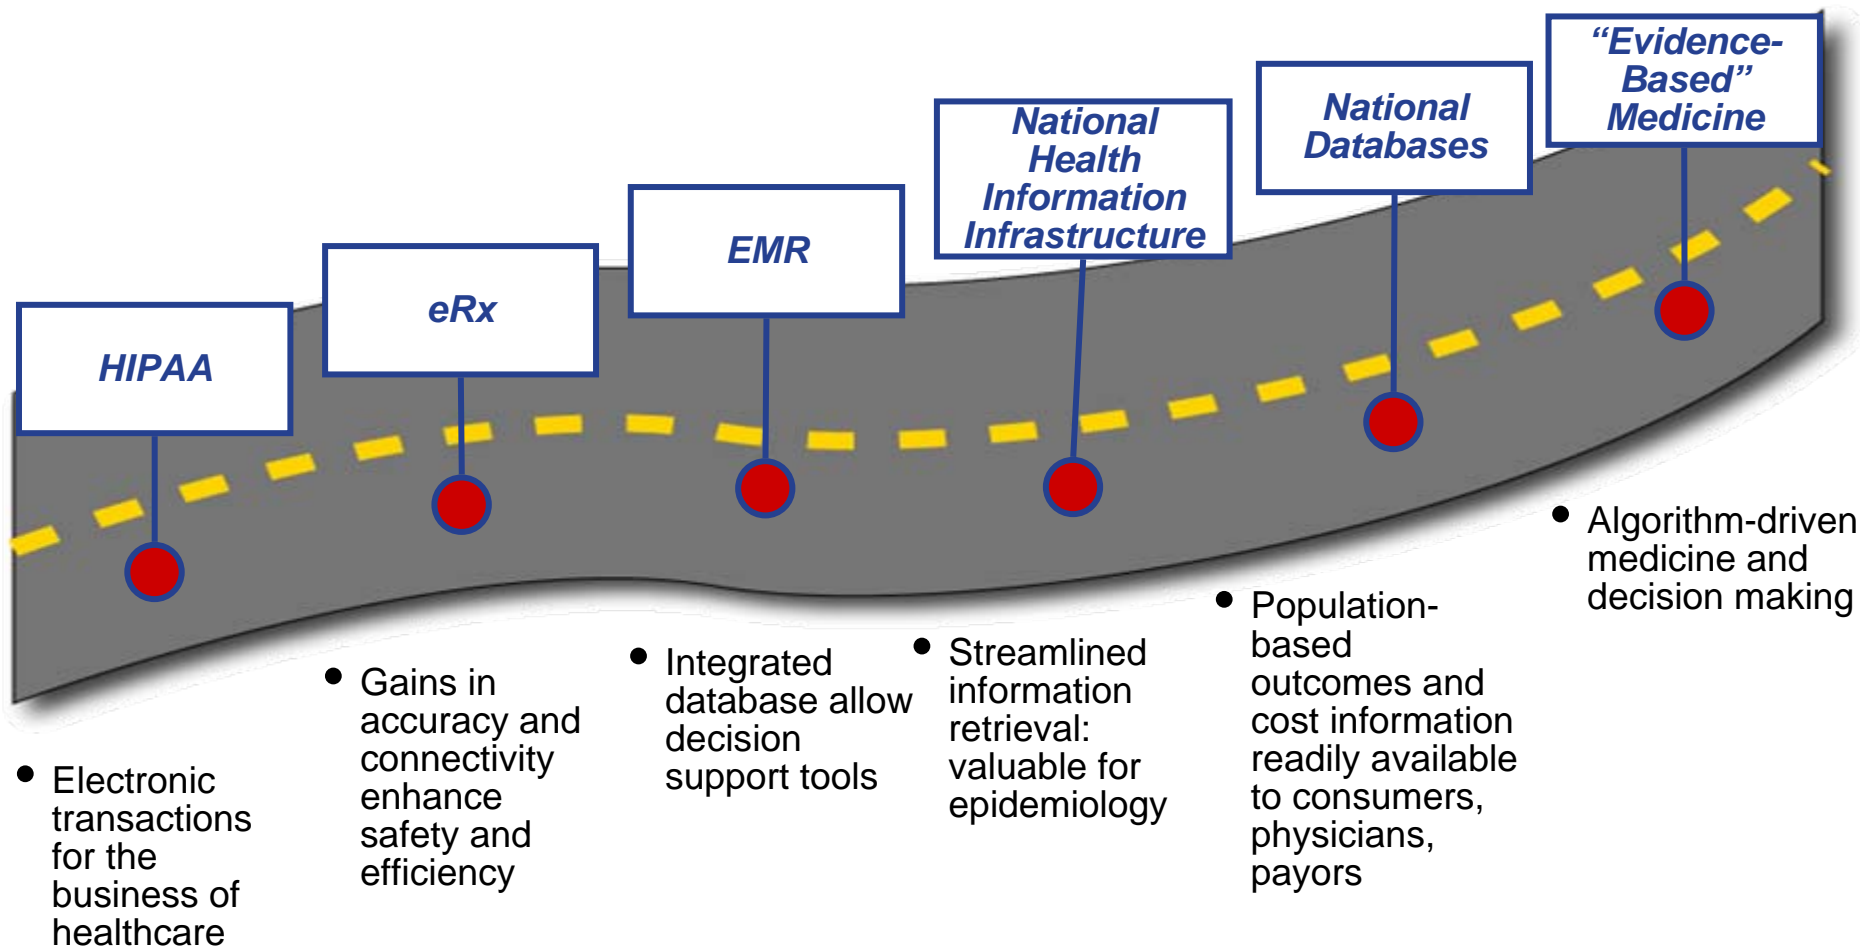 HIPAA
eRx
EMR
National
Health
Information
Infrastructure
National
Databases
“Evidence-
Based”
Medicine
● Electronic
transactions
for the
business of
healthcare
● Gains in
accuracy and
connectivity
enhance
safety and
efficiency
● Integrated
database allow
decision
support tools
● Streamlined
information
retrieval:
valuable for
epidemiology
● Population-
based
outcomes and
cost information
readily available
to consumers,
physicians,
payors
● Algorithm-driven
medicine and
decision making